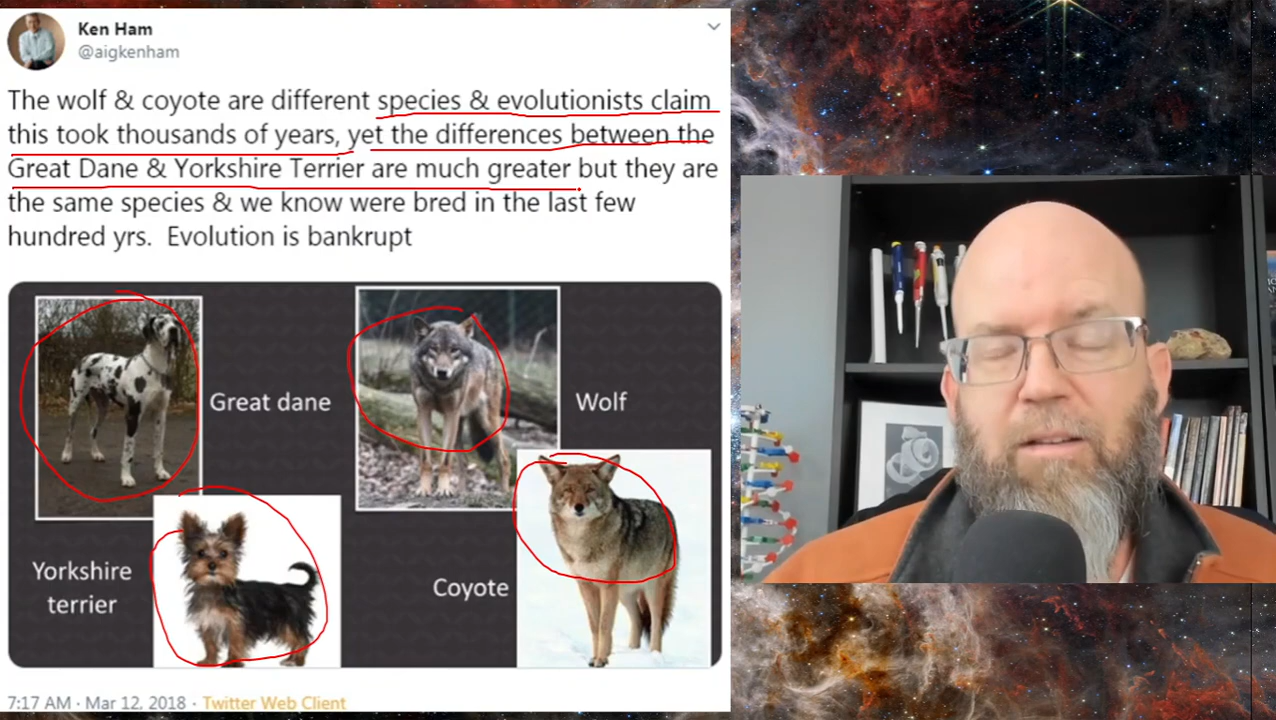 Ken Ham
@aigkenham
The wolf & coyote are different species & evolutionists claim
this took thousands of years, yet the differences between the
Great Dane & Yorkshire Terrier are much greater but they are
the same species & we know were bred in the last few
hundred yrs.  Evolution is bankrupt
Great dane
Wolf
Yorkshire
terrier
Coyote
7:17 AM · Mar 12, 2018 · Twitter Web Client